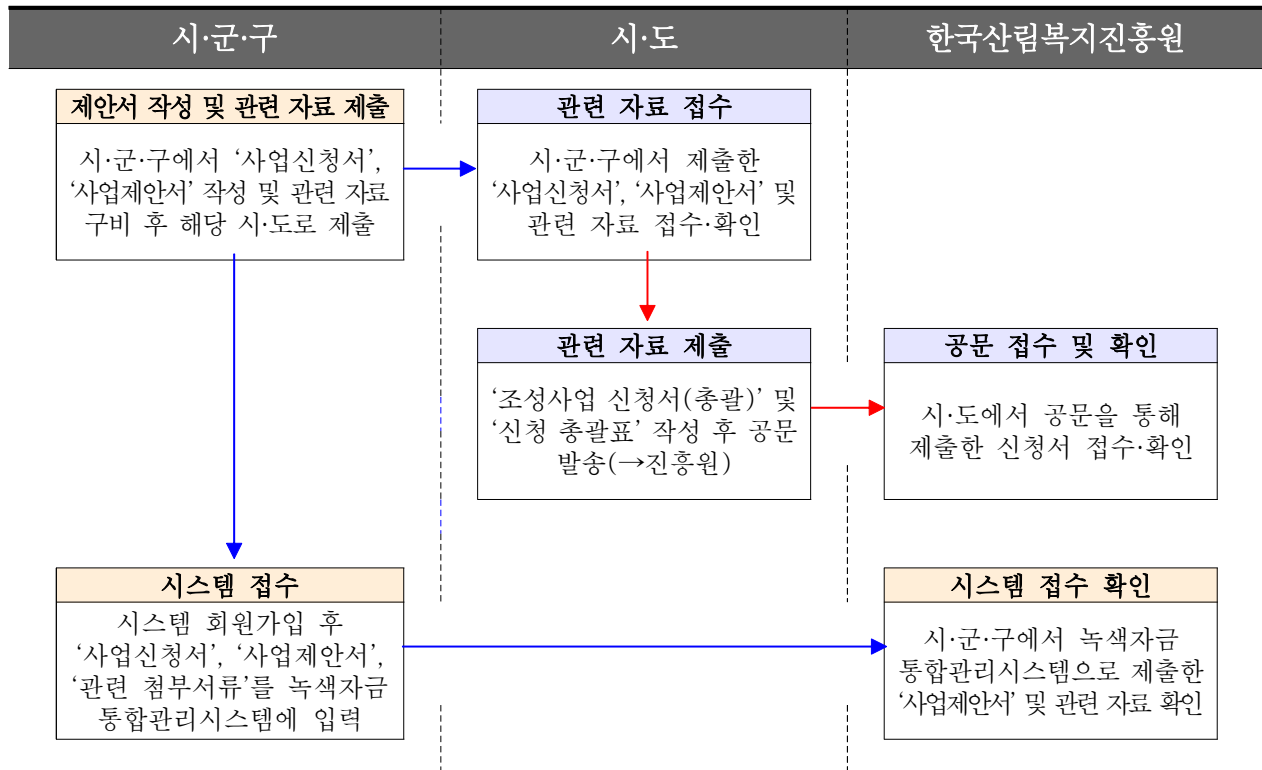 시·군·구
시·도
한국산림복지진흥원
제안서 작성 및 관련 자료 제출
시·군·구에서 ‘사업신청서’,
‘사업제안서’ 작성 및 관련 자료
구비 후 해당 시·도로 제출
관련 자료 접수
시·군·구에서 제출한
‘사업신청서’, ‘사업제안서’ 및
관련 자료 접수·확인
관련 자료 제출
‘조성사업 신청서(총괄)’ 및
‘신청 총괄표’ 작성 후 공문
발송(→진흥원)
공문 접수 및 확인
시·도에서 공문을 통해
제출한 신청서 접수·확인
시스템 접수
시스템 회원가입 후
‘사업신청서’, ‘사업제안서’,
‘관련 첨부서류’를 녹색자금
통합관리시스템에 입력
시스템 접수 확인
시·군·구에서 녹색자금
통합관리시스템으로 제출한
‘사업제안서’ 및 관련 자료 확인